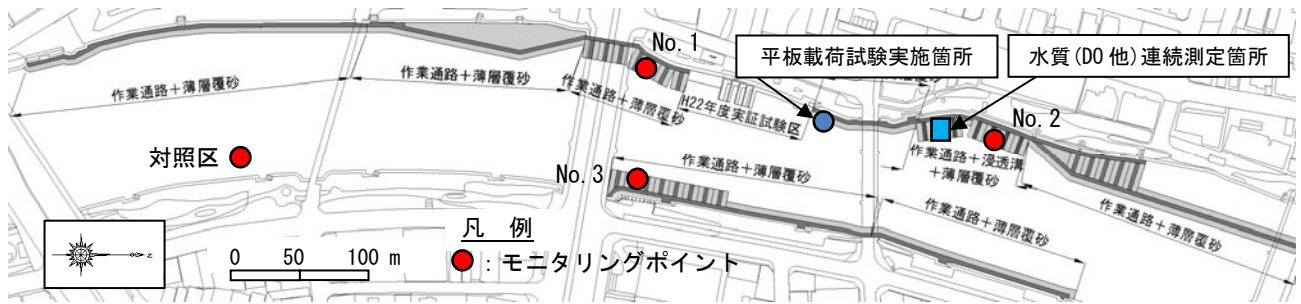 No.1
平板載荷試験実施箇所
水質(DO他)連続測定箇所
作業通路+薄層覆砂
作業通路+薄層覆砂
作業通路+薄層覆砂
H22年度実証試験区
No.2
対照区
No.3
作業通路+薄層覆砂
作業通路+浸透溝
+薄層覆砂
作業通路+薄層覆砂
作業通路+薄層覆砂
凡 例
0 50 100 m
:モニタリングポイント